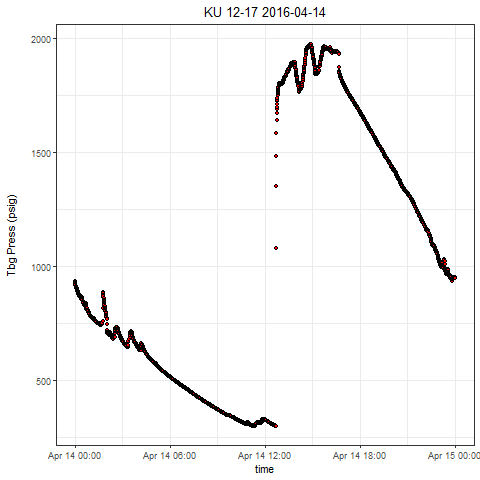 KU 12-17 2016-04-14
Tbg Press (psig)
2000
1500
1000
500
Apr 14 00:00
Apr 14 06:00
Apr 14 12:00
Apr 14 18:00
Apr 15 00:00
time